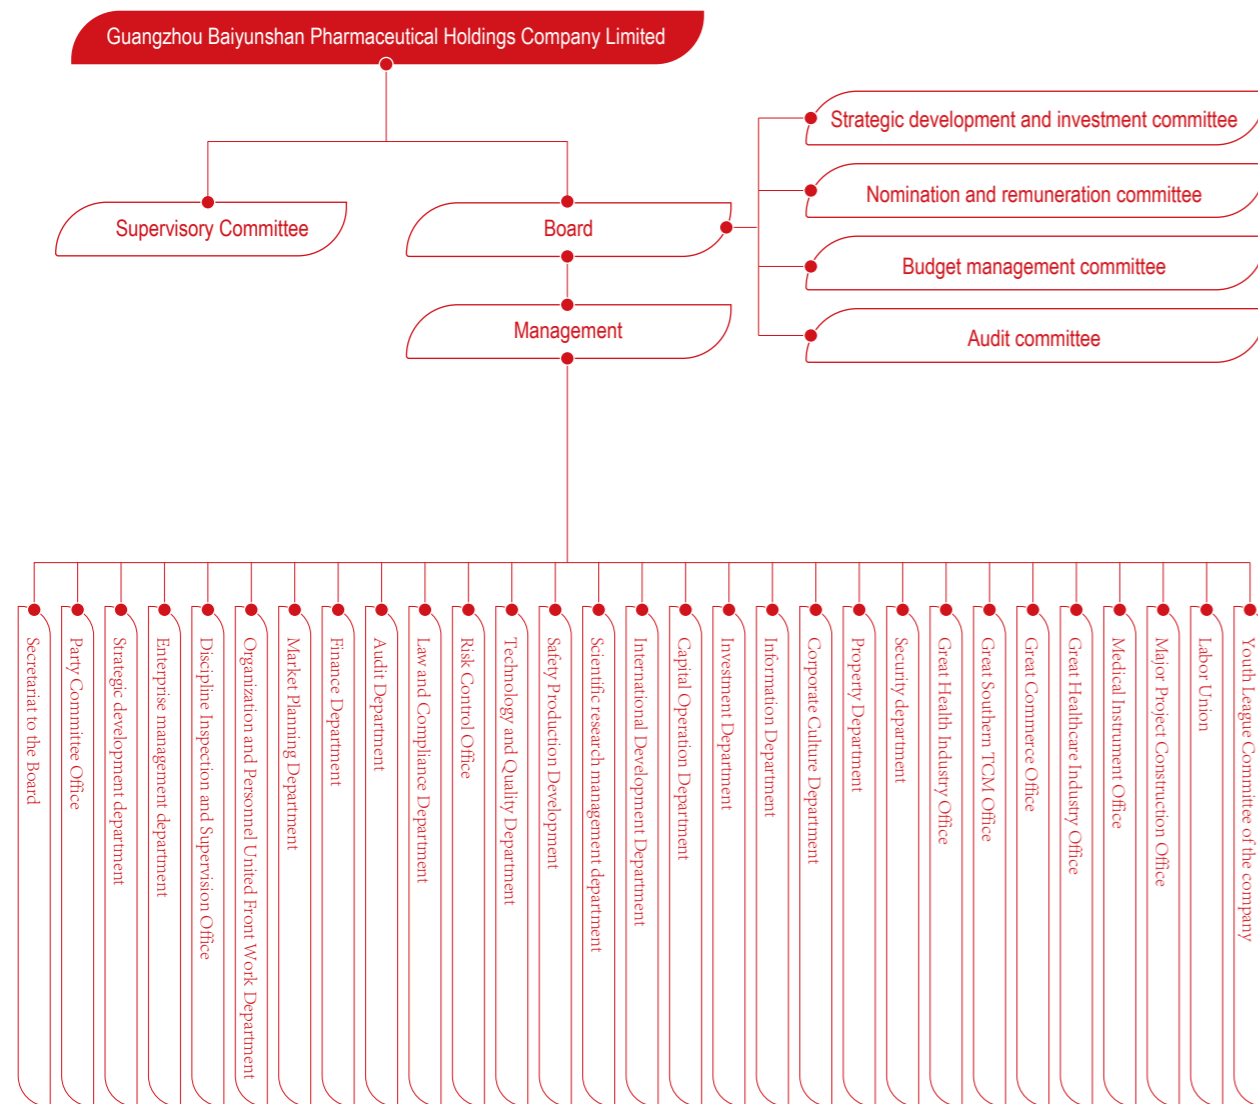 Guangzhou Baiyunshan Pharmaceutical Holdings Company Limited
Strategic development and investment committee
Nomination and remuneration committee
Supervisory Committee
Board
Budget management committee
Management
Audit committee
Secretariat to the Board
Party Committee Office
Strategic development department
Enterprise management department
Discipline Inspection and Supervision Office
Organization and Personnel United Front Work Department
Market Planning Department
Finance Department
Audit Department
Law and Compliance Department
Risk Control Office
Technology and Quality Department
Safety Production Development
Scientific research management department
International Development Department
Capital Operation Department
Investment Department
Information Department
Corporate Culture Department
Property Department
Security department
Great Health Industry Office
Great Southern TCM Office
Great Commerce Office
Great Healthcare Industry Office
Medical Instrument Office
Major Project Construction Office
Labor Union
Youth League Committee of the company